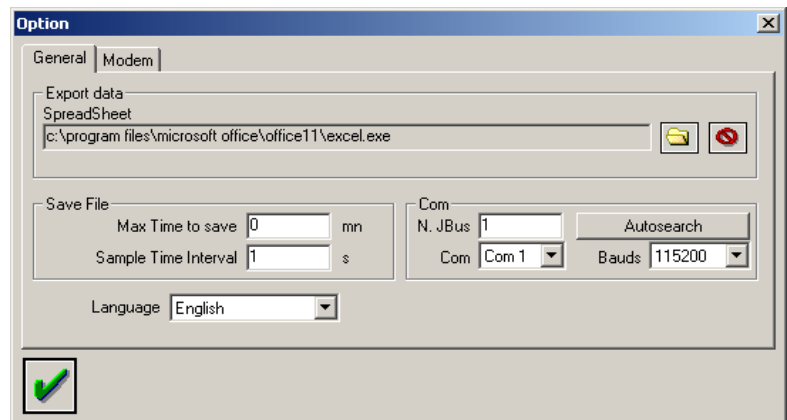 Option
General Modem
Export data
SpreadSheet
c:\program files\microsoft office\office11\excel.exe
Save File
Max Time to save 0 mn
Sample Time Interval 1 s
Com
N. JBus 1 Autosearch
Com Com 1 Bauds 115200
Language English